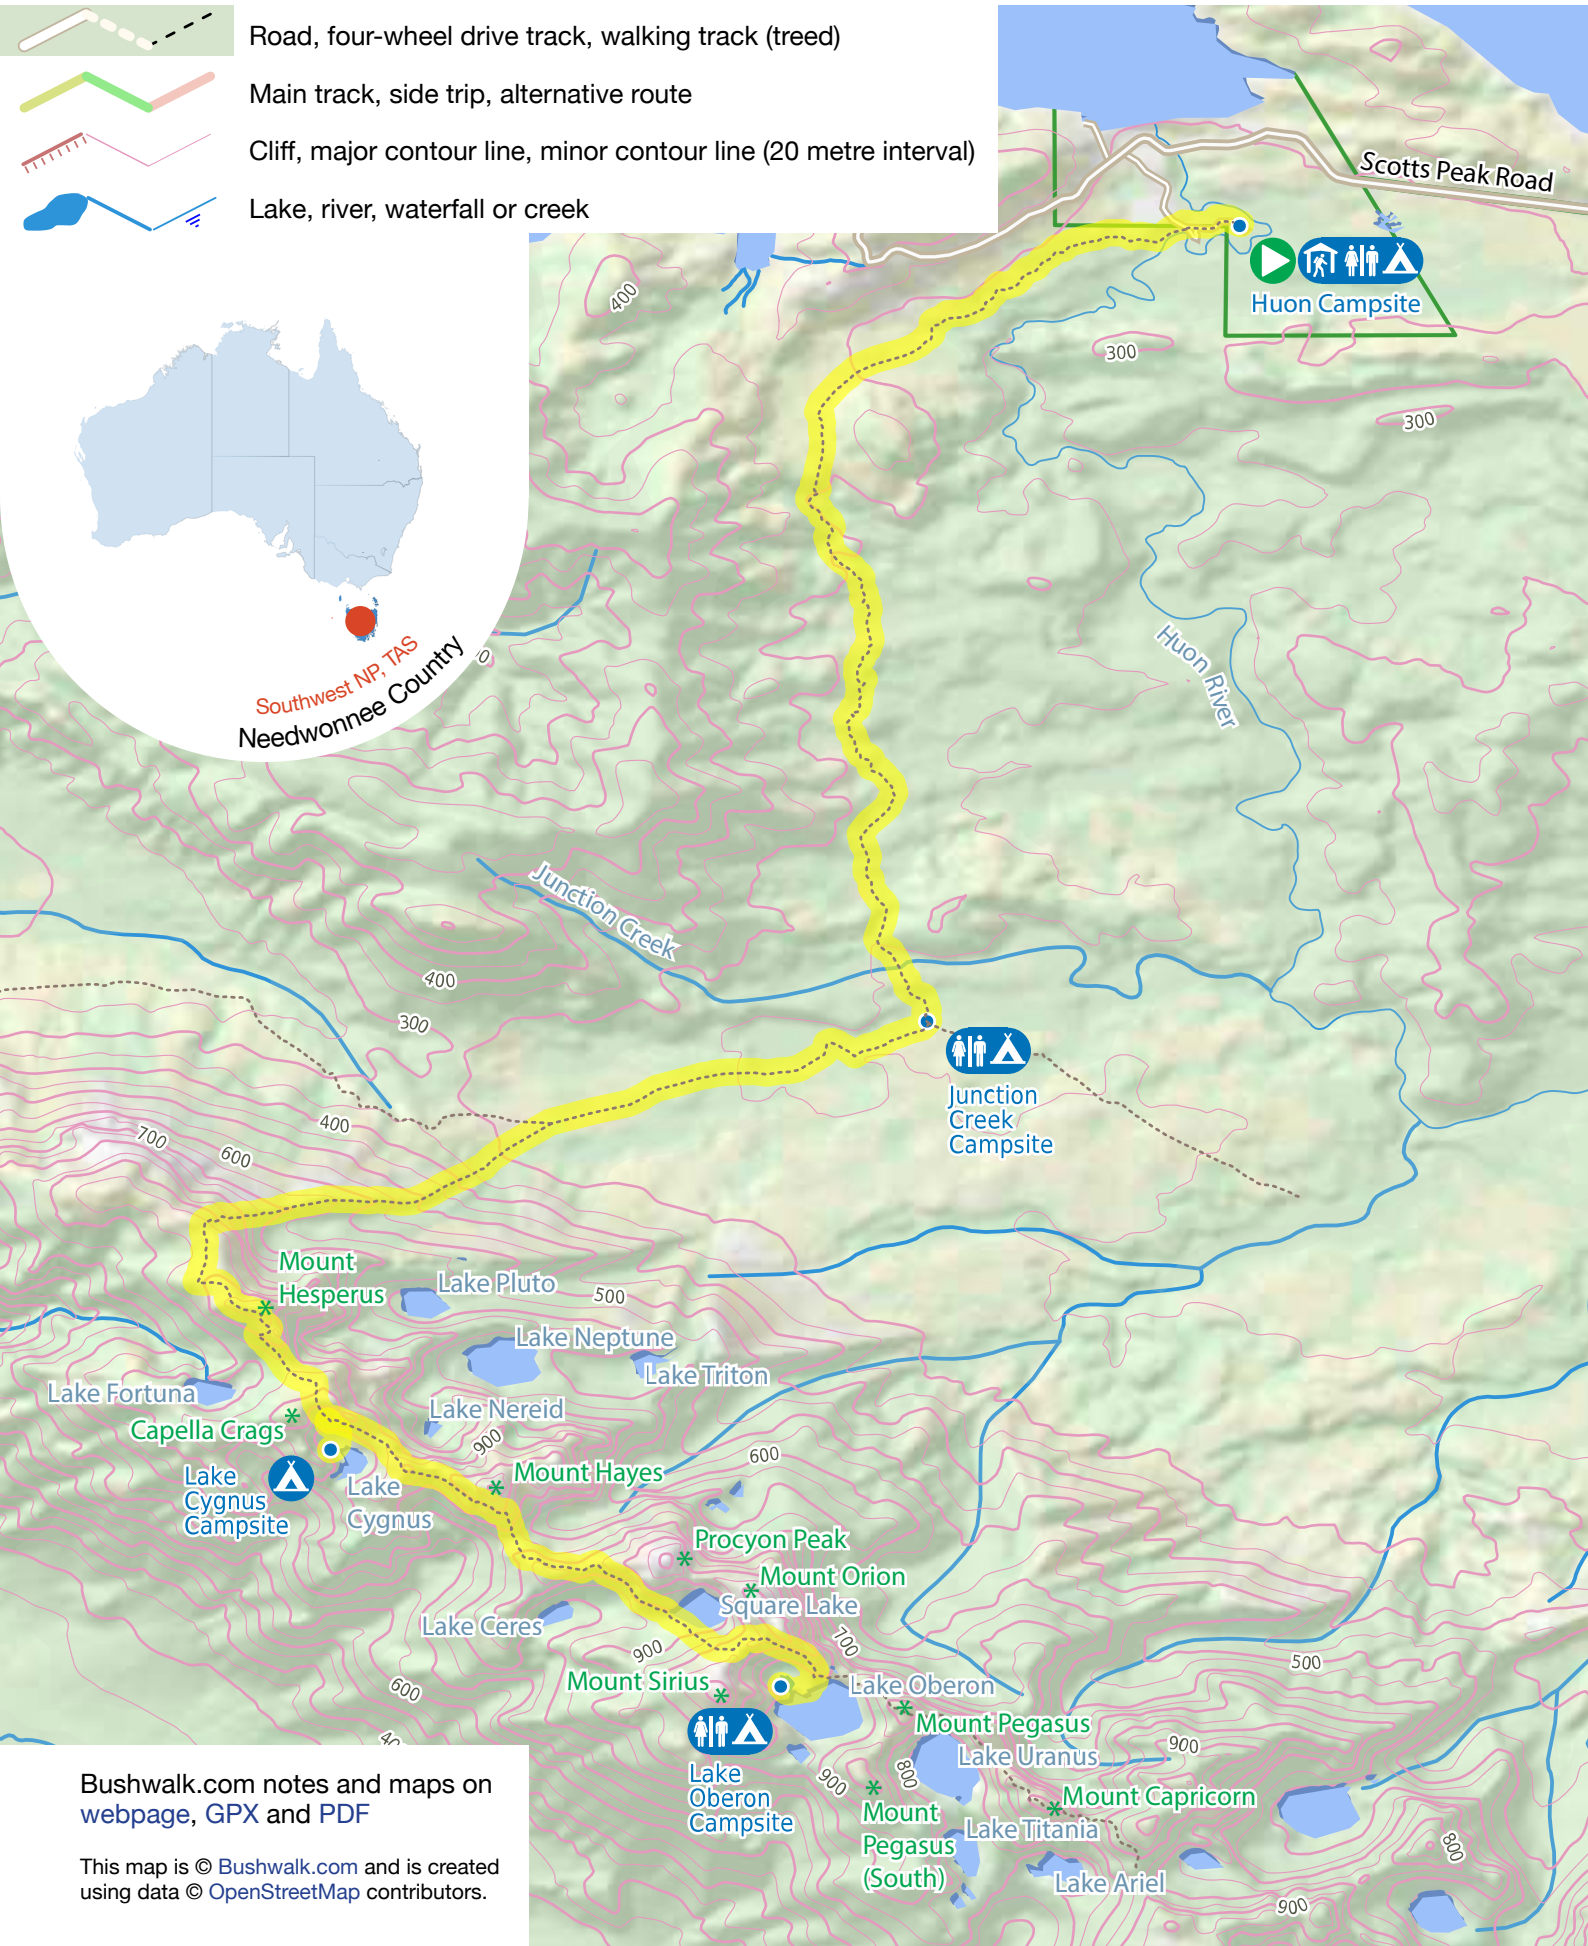 Road, four-wheel drive track, walking track (treed)
Main track, side trip, alternative route
Cliff, major contour line, minor contour line (20 metre interval)
Lake, river, waterfall or creek
Scotts Peak Road
Huon Campsite
400
300
300
Southwest NP, TAS
Needwonnee Country
Huon River
Junction Creek
400
300
Junction
Creek
Campsite
400
700
600
Mount
Hesperus
Lake Pluto
500
Lake Neptune
Lake Triton
Lake Fortuna
Capella Crags
Lake Nereid
900
600
Mount Hayes
Lake
Cygnus
Campsite
Lake
Cygnus
Procyon Peak
Mount Orion
Square Lake
Lake Ceres
900
700
500
Mount Sirius
600
Lake Oberon
Mount Pegasus
Lake Uranus
900
800
900
Lake
Oberon
Campsite
Mount Capricorn
Mount
Pegasus
(South)
Lake Titania
800
Lake Ariel
900
Bushwalk.com notes and maps on
webpage, GPX and PDF
This map is © Bushwalk.com and is created
using data © OpenStreetMap contributors.